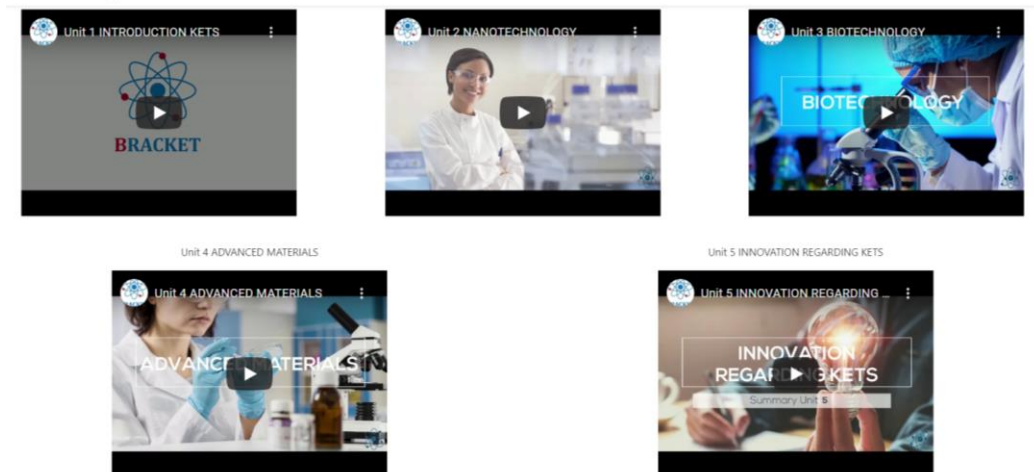 Unit 1 INTRODUCTION KETS
BRACKET
Unit 2 NANOTECHNOLOGY
Unit 3 BIOTECHNOLOGY
BIOTECHNOLOGY
Unit 4 ADVANCED MATERIALS
Unit 4 ADVANCED MATERIALS
ADVANCED MATERIALS
Unit 5 INNOVATION REGARDING KETS
Unit 5 INNOVATION REGARDING ...
INNOVATION
REGARDING KETS
Summary Unit 5